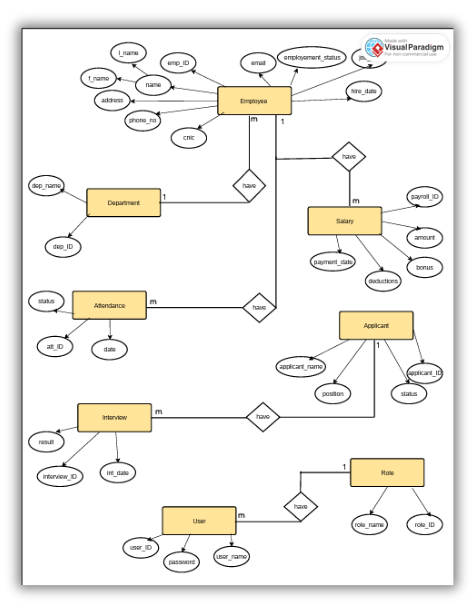 Made with
Visual Paradigm
For non-commercial use
l_name
emp_ID
email
employement_status
f_name
name
address
hire_date
Employee
phone_no
cnic
m
1
have
dep_name
Department
1
have
m
payroll_ID
Salary
amount
dep_ID
payment_date
bonus
deductions
status
Attendance
m
have
Applicant
att_ID
date
1
applicant_name
applicant_ID
position
status
Interview
m
have
result
interview_ID
int_date
1
Role
have
User
m
role_name
role_ID
user_ID
password
user_name